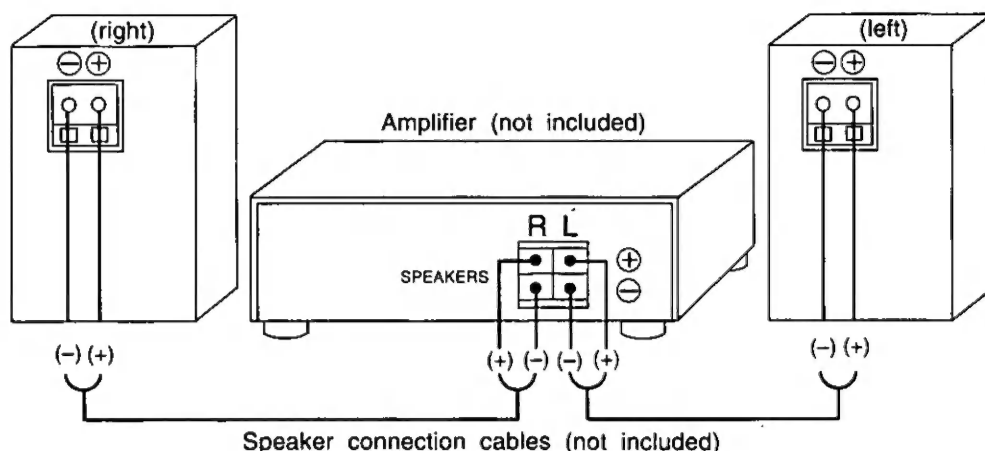 (right)
(left)
⊖ ⊕
⊖ ⊕
Amplifier (not included)
R L
SPEAKERS
⊕
⊖
(−) (+)
(+) (−) (−) (+)
(−) (+)
Speaker connection cables (not included)